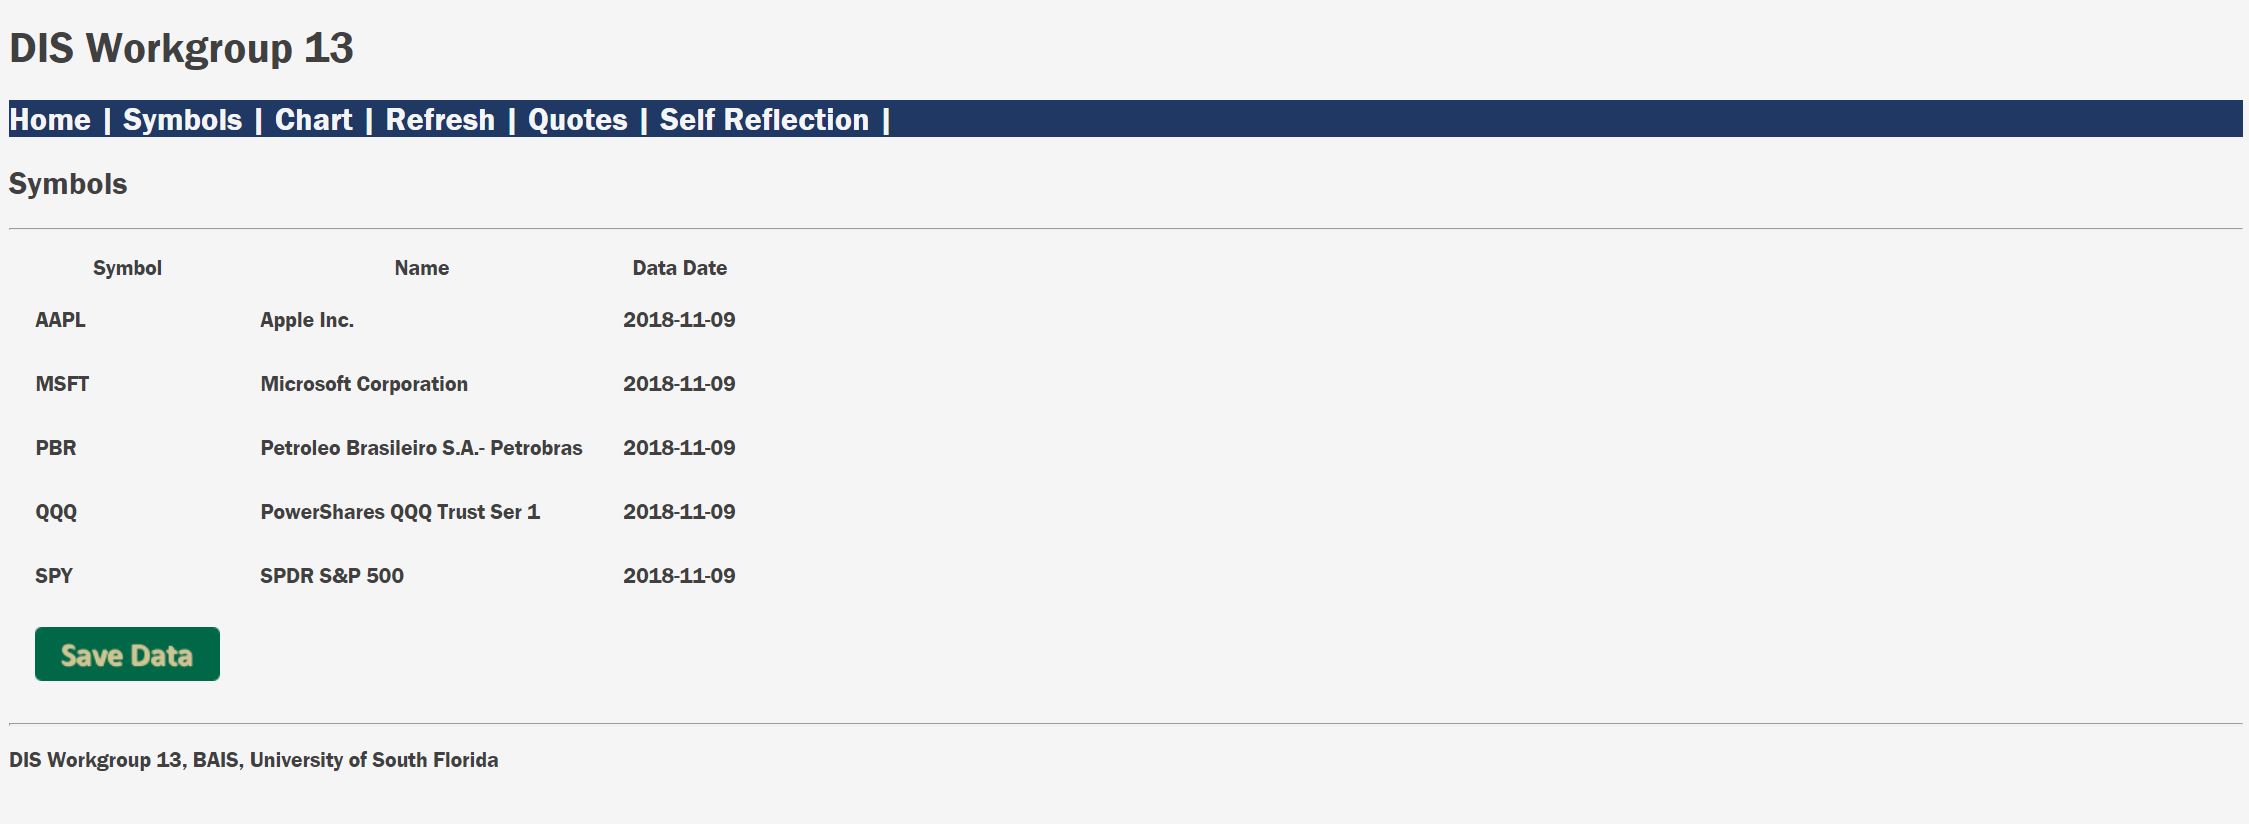 DIS Workgroup 13
Home | Symbols | Chart | Refresh | Quotes | Self Reflection |
Symbols
Symbol Name Data Date
AAPL Apple Inc. 2018-11-09
MSFT Microsoft Corporation 2018-11-09
PBR Petroleo Brasileiro S.A.- Petrobras 2018-11-09
QQQ PowerShares QQQ Trust Ser 1 2018-11-09
SPY SPDR S&P 500 2018-11-09
Save Data
DIS Workgroup 13, BAIS, University of South Florida